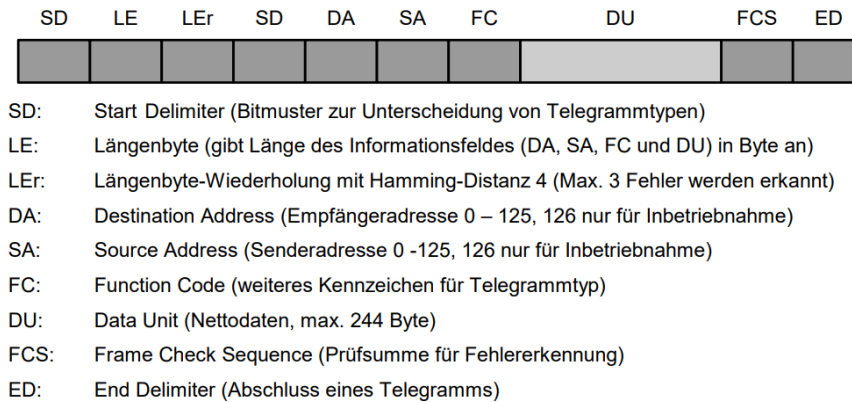 SD LE LEr SD DA SA FC DU FCS ED
SD: Start Delimiter (Bitmuster zur Unterscheidung von Telegrammtypen)
LE: Längenbyte (gibt Länge des Informationsfeldes (DA, SA, FC und DU) in Byte an)
LEr: Längenbyte-Wiederholung mit Hamming-Distanz 4 (Max. 3 Fehler werden erkannt)
DA: Destination Address (Empfängeradresse 0 – 125, 126 nur für Inbetriebnahme)
SA: Source Address (Senderadresse 0 -125, 126 nur für Inbetriebnahme)
FC: Function Code (weiteres Kennzeichen für Telegrammtyp)
DU: Data Unit (Nettodaten, max. 244 Byte)
FCS: Frame Check Sequence (Prüfsumme für Fehlererkennung)
ED: End Delimiter (Abschluss eines Telegramms)